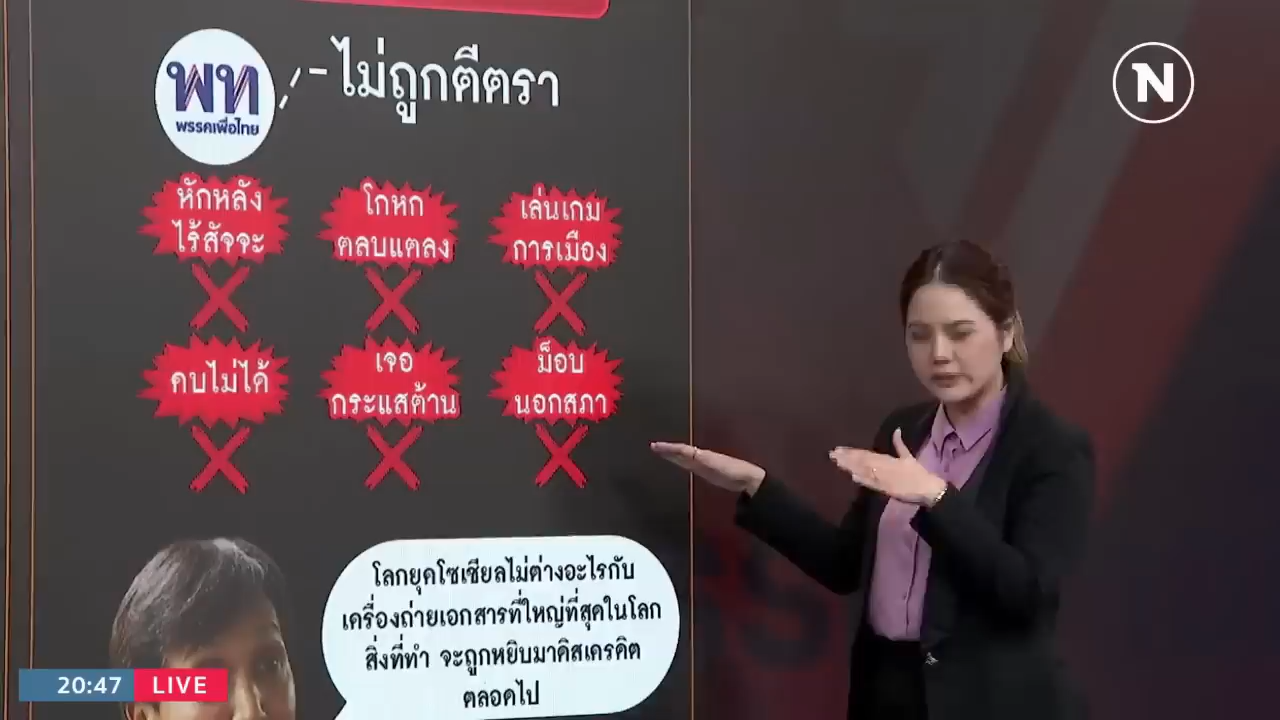 พท
พรรคเพื่อไทย
-ไม่ถูกตีตรา
N
หักหลัง
ไร้สัจจะ
โกหก
ตลบแตลง
เล่นเกม
การเมือง
คบไม่ได้
เจอ
กระแสต้าน
ม็อบ
นอกสภา
โลกยุคโซเชียลไม่ต่างอะไรกับ
เครื่องถ่ายเอกสารที่ใหญ่ที่สุดในโลก
สิ่งที่ทำ จะถูกหยิบมาดิสเครดิต
ตลอดไป
20:47 LIVE